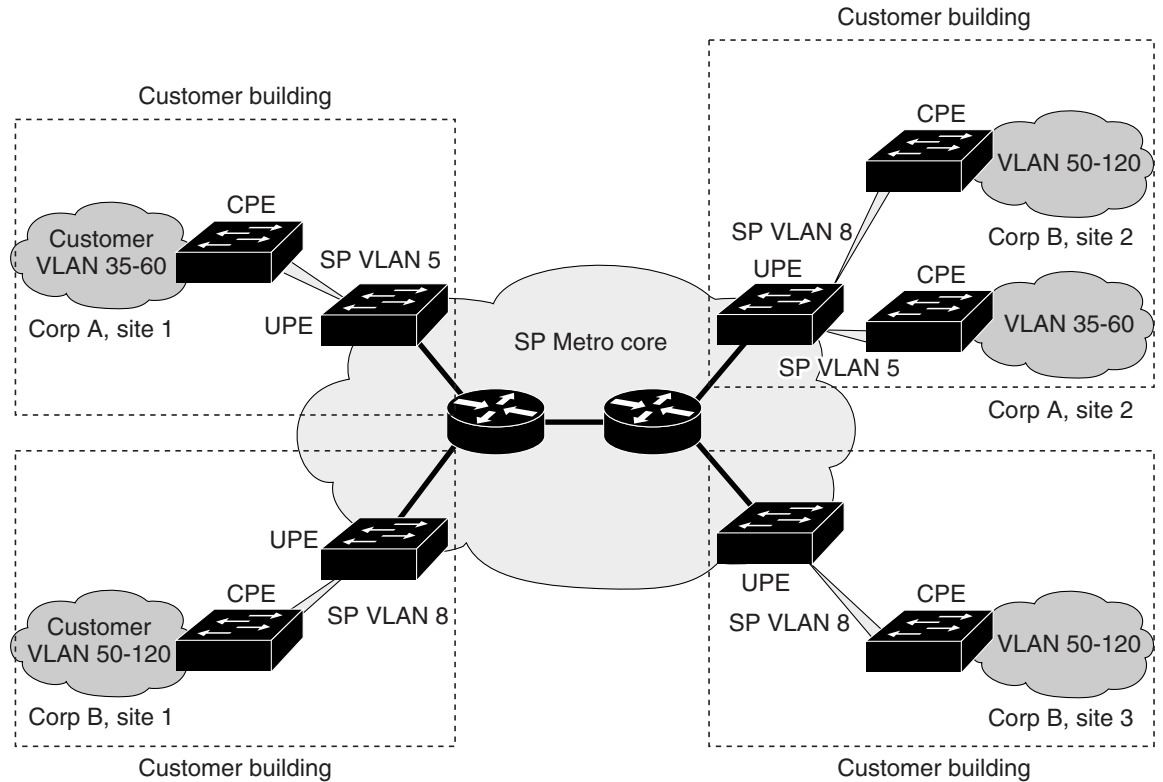 Customer building
Customer building
CPE
VLAN 50-120
SP VLAN 8
Corp B, site 2
CPE
Customer
VLAN 35-60
SP VLAN 5
UPE
CPE
VLAN 35-60
Corp A, site 1
UPE
SP Metro core
SP VLAN 5
Corp A, site 2
UPE
UPE
CPE
SP VLAN 8
SP VLAN 8
CPE
Customer
VLAN 50-120
VLAN 50-120
Corp B, site 1
Corp B, site 3
Customer building
Customer building